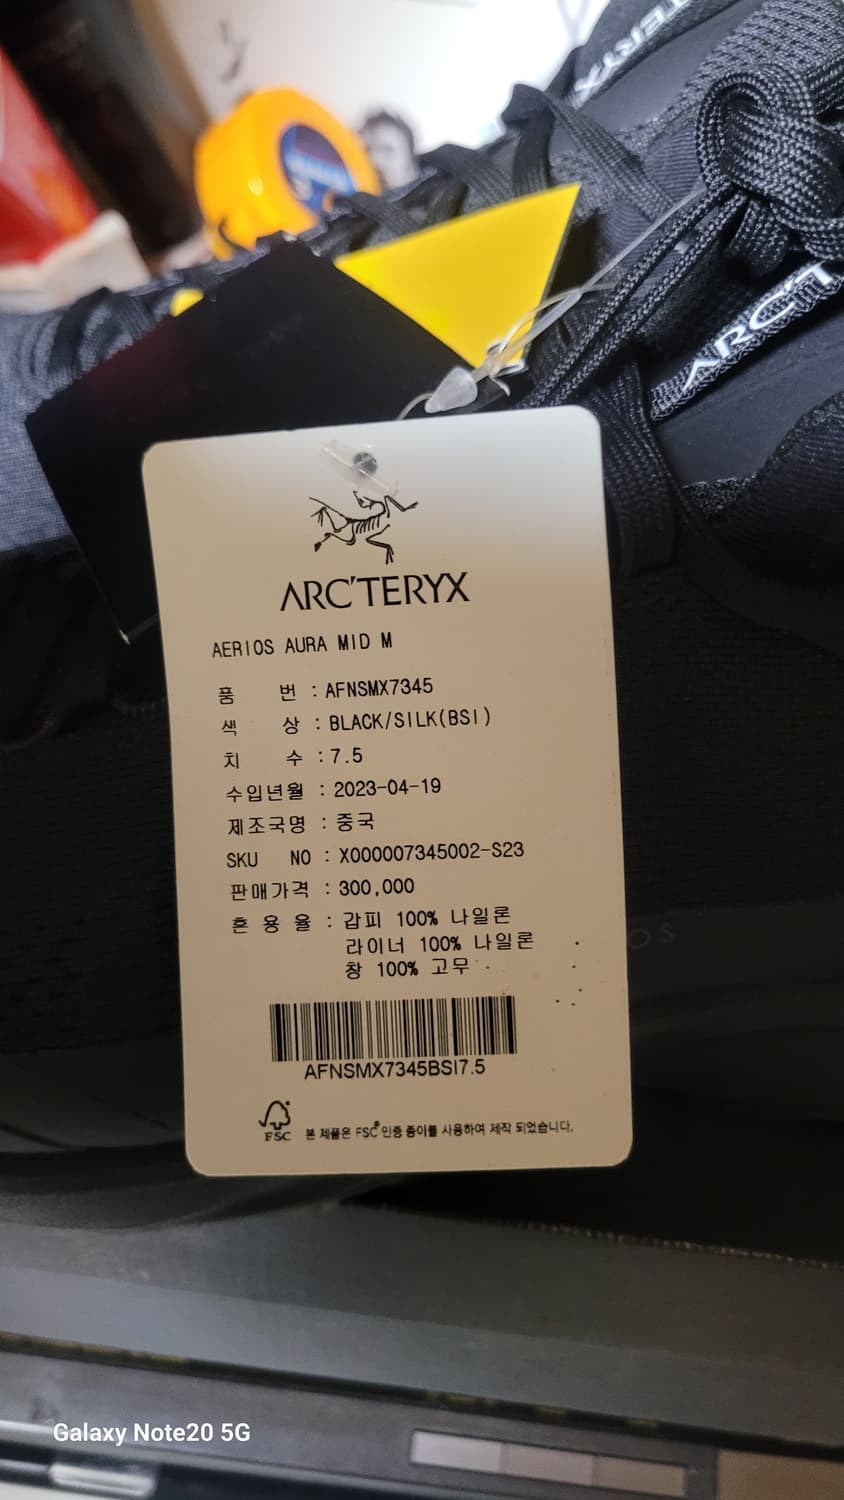 TERYX
ARC'T
ARC'TERYX
AERIOS AURA MID M
품 번 : AFNSMX7345
색 상 : BLACK/SILK(BSI)
치 수 : 7.5
수입년월 : 2023-04-19
제조국명 : 중국
SKU NO : X000007345002-S23
판매가격 : 300,000
혼 용 율 : 갑피 100% 나일론
라이너 100% 나일론
창 100% 고무
OS
AFNSMX7345BSI7.5
FSC 본 제품은 FSC® 인증 종이를 사용하여 제작 되었습니다.
Galaxy Note20 5G